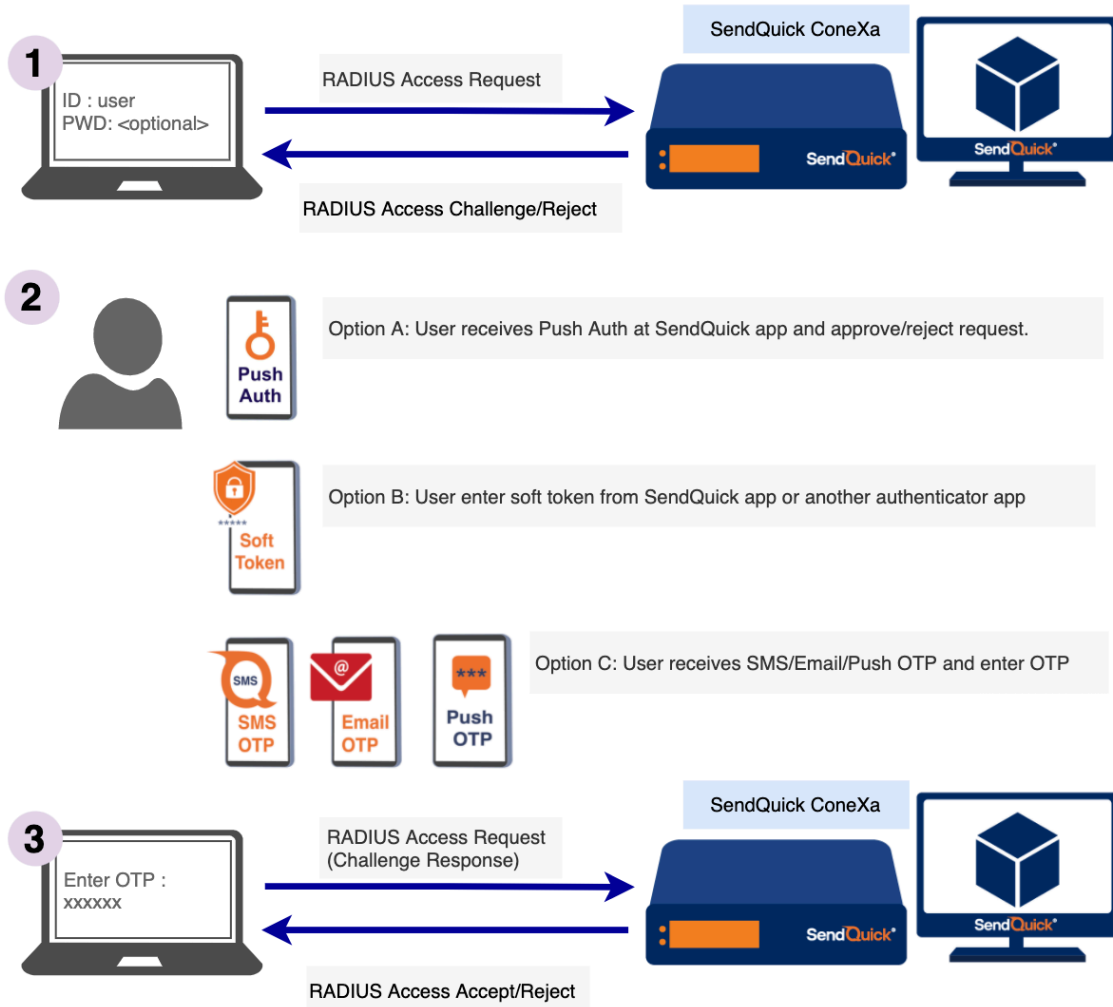 SendQuick ConeXa
1
ID : user
PWD: <optional>
RADIUS Access Request
SendQuick®
SendQuick®
RADIUS Access Challenge/Reject
2
Push
Auth
Option A: User receives Push Auth at SendQuick app and approve/reject request.
*****
Soft
Token
Option B: User enter soft token from SendQuick app or another authenticator app
SMS
SMS
OTP
@
Email
OTP
***
Push
OTP
Option C: User receives SMS/Email/Push OTP and enter OTP
SendQuick ConeXa
3
Enter OTP :
xxxxxx
RADIUS Access Request
(Challenge Response)
SendQuick®
SendQuick®
RADIUS Access Accept/Reject